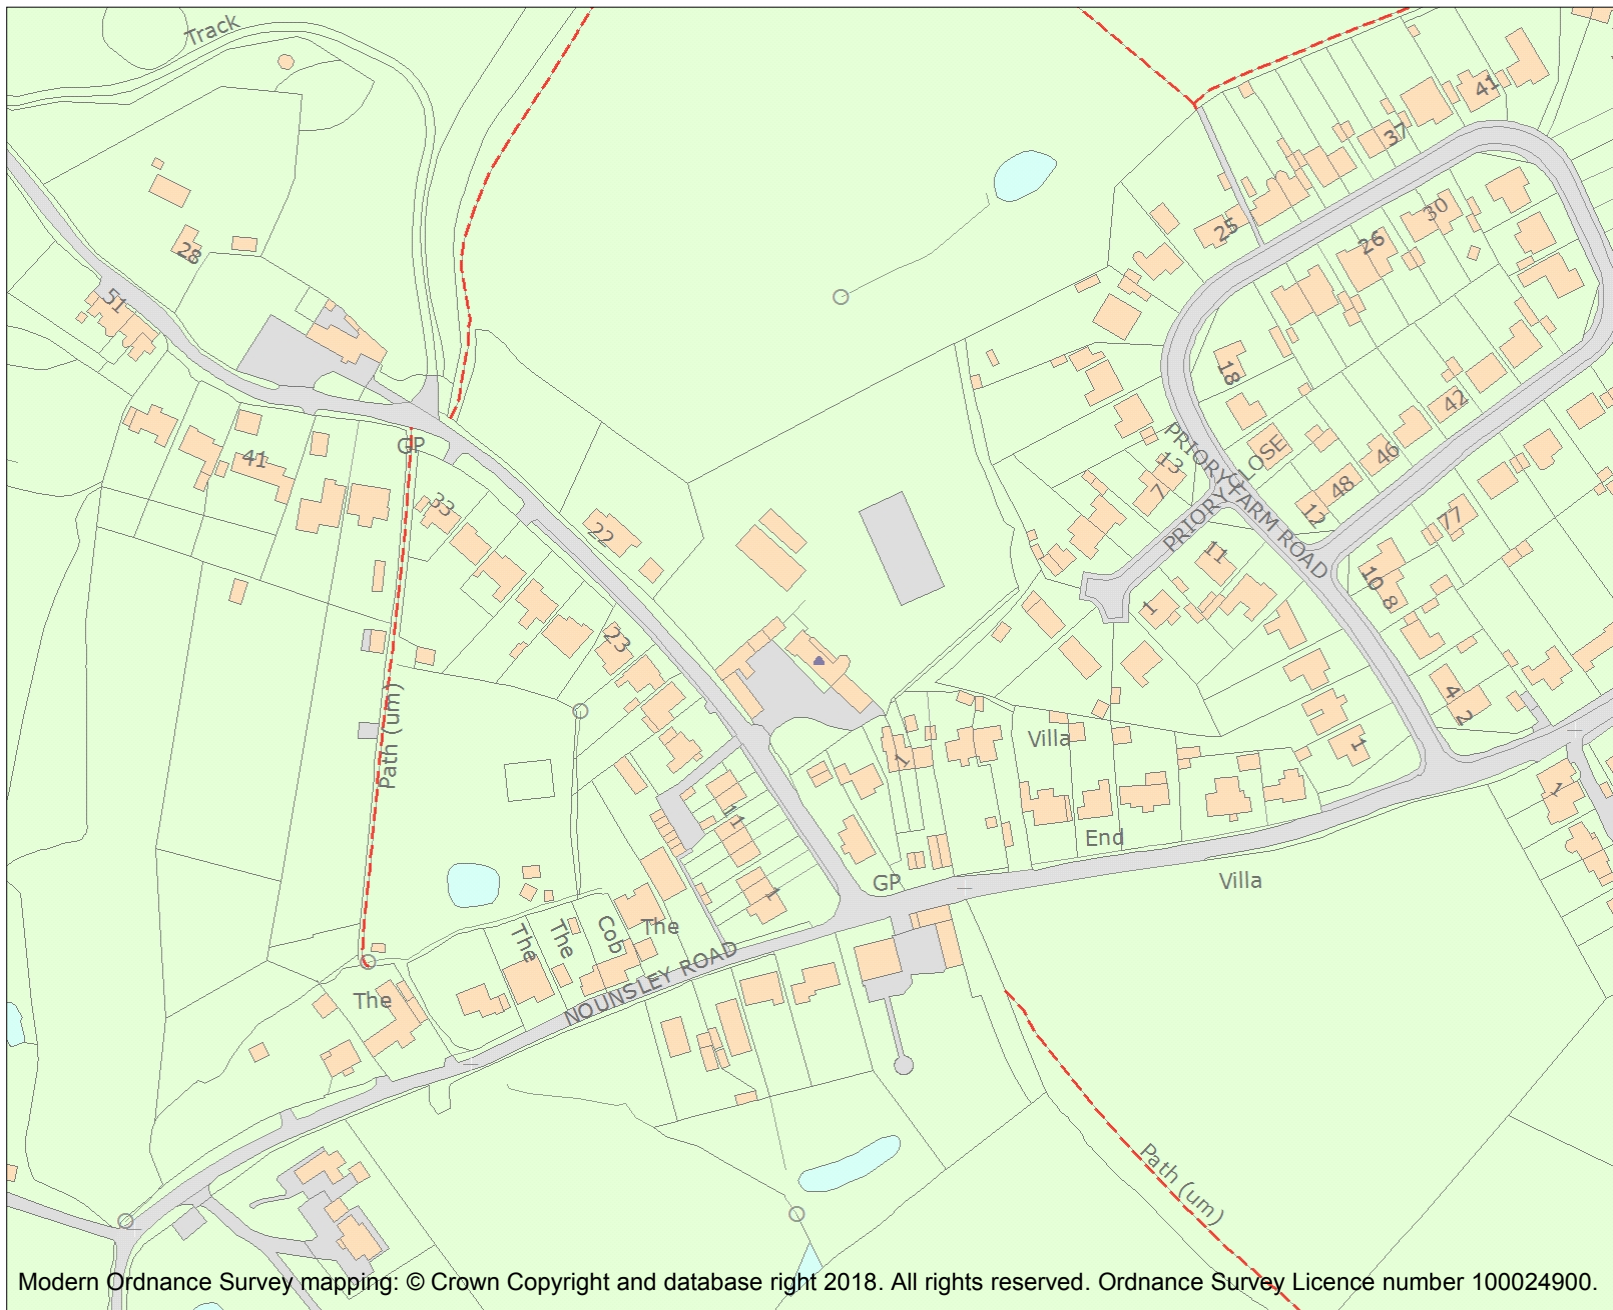 Track
41
37
28
25
30
26
51
18
42
GP
41
PRIORY FARM ROAD
PRIORY CLOSE
13
7
46
48
12
33
22
77
11
10
8
1
23
4
2
Path (um)
Villa
1
1
1
11
End
1
GP
Villa
The
The
Cob
The
NOUNSLEY ROAD
The
Path (um)
Modern Ordnance Survey mapping: © Crown Copyright and database right 2018. All rights reserved. Ordnance Survey Licence number 100024900.